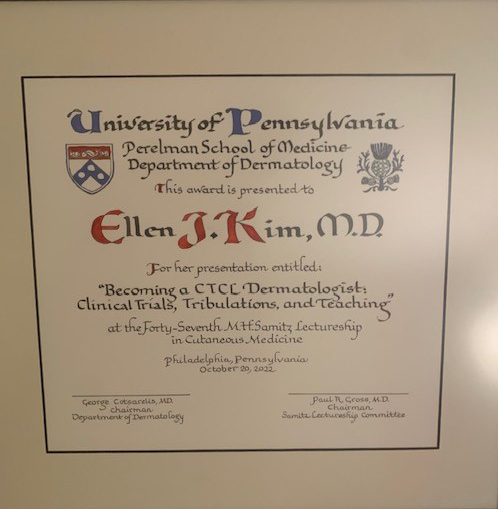 University of Pennsylvania
Perelman School of Medicine
Department of Dermatology
This award is presented to
Ellen J. Kim, M.D.
For her presentation entitled:
"Becoming a CTCL Dermatologist:
Clinical Trials, Tribulations, and Teaching"
at the Forty-Seventh M.H. Samitz Lectureship
in Cutaneous Medicine
Philadelphia, Pennsylvania
October 20, 2022
George Cotsarelis, M.D.
Chairman
Department of Dermatology
Paul R. Gross, M.D.
Chairman
Samitz Lectureship Committee